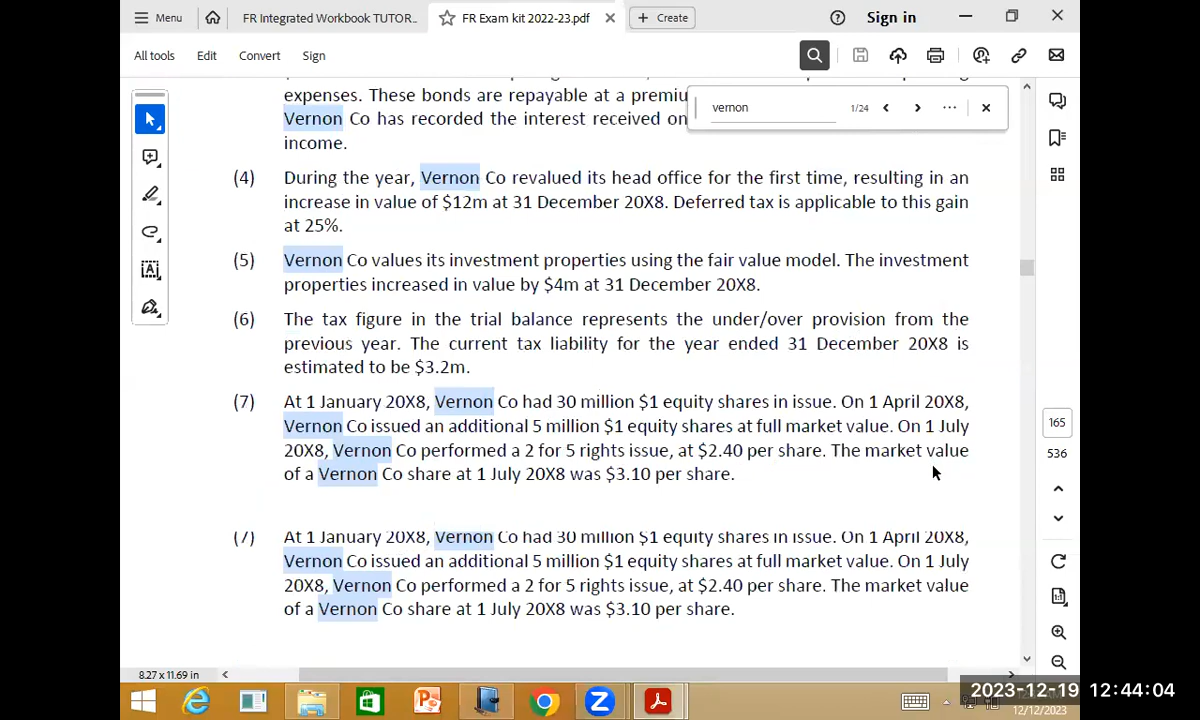 Menu
FR Integrated Workbook TUTOR...
FR Exam kit 2022-23.pdf
Create
Sign in
All tools
Edit
Convert
Sign
vernon
1/24
expenses. These bonds are repayable at a premiu
Vernon Co has recorded the interest received on
income.
(4) During the year, Vernon Co revalued its head office for the first time, resulting in an
increase in value of $12m at 31 December 20X8. Deferred tax is applicable to this gain
at 25%.
(5) Vernon Co values its investment properties using the fair value model. The investment
properties increased in value by $4m at 31 December 20X8.
(6) The tax figure in the trial balance represents the under/over provision from the
previous year. The current tax liability for the year ended 31 December 20X8 is
estimated to be $3.2m.
(7) At 1 January 20X8, Vernon Co had 30 million $1 equity shares in issue. On 1 April 20X8,
Vernon Co issued an additional 5 million $1 equity shares at full market value. On 1 July
20X8, Vernon Co performed a 2 for 5 rights issue, at $2.40 per share. The market value
of a Vernon Co share at 1 July 20X8 was $3.10 per share.
165
536
(7) At 1 January 20X8, Vernon Co had 30 million $1 equity shares in issue. On 1 April 20X8,
Vernon Co issued an additional 5 million $1 equity shares at full market value. On 1 July
20X8, Vernon Co performed a 2 for 5 rights issue, at $2.40 per share. The market value
of a Vernon Co share at 1 July 20X8 was $3.10 per share.
8.27 x 11.69 in
2023-12-19 12:44:04
12/12/2023